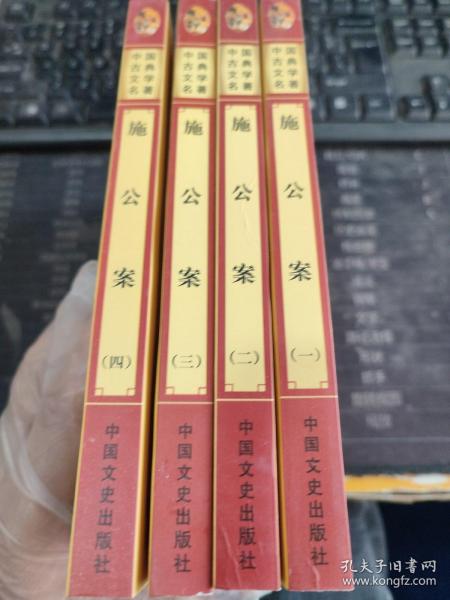 中国
古典
文学
名著
施公案
(四)
中国文史出版社
中国
古典
文学
名著
施公案
(三)
中国文史出版社
中国
古典
文学
名著
施公案
(二)
中国文史出版社
中国
古典
文学
名著
施公案
(一)
中国文史出版社
孔夫子旧书网
www.kongfz.com